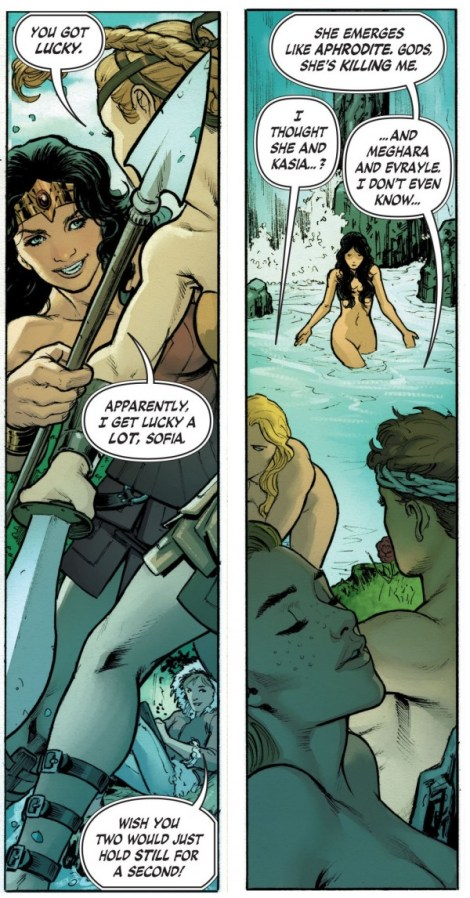 YOU GOT
LUCKY.
APPARENTLY,
I GET LUCKY A
LOT, SOFIA.
WISH YOU
TWO WOULD JUST
HOLD STILL FOR
A SECOND!
SHE EMERGES
LIKE APHRODITE. GODS,
SHE'S KILLING ME.
I
THOUGHT
SHE AND
KASIA...?
...AND
MEGHARA
AND EVRAYLE.
I DON'T EVEN
KNOW...